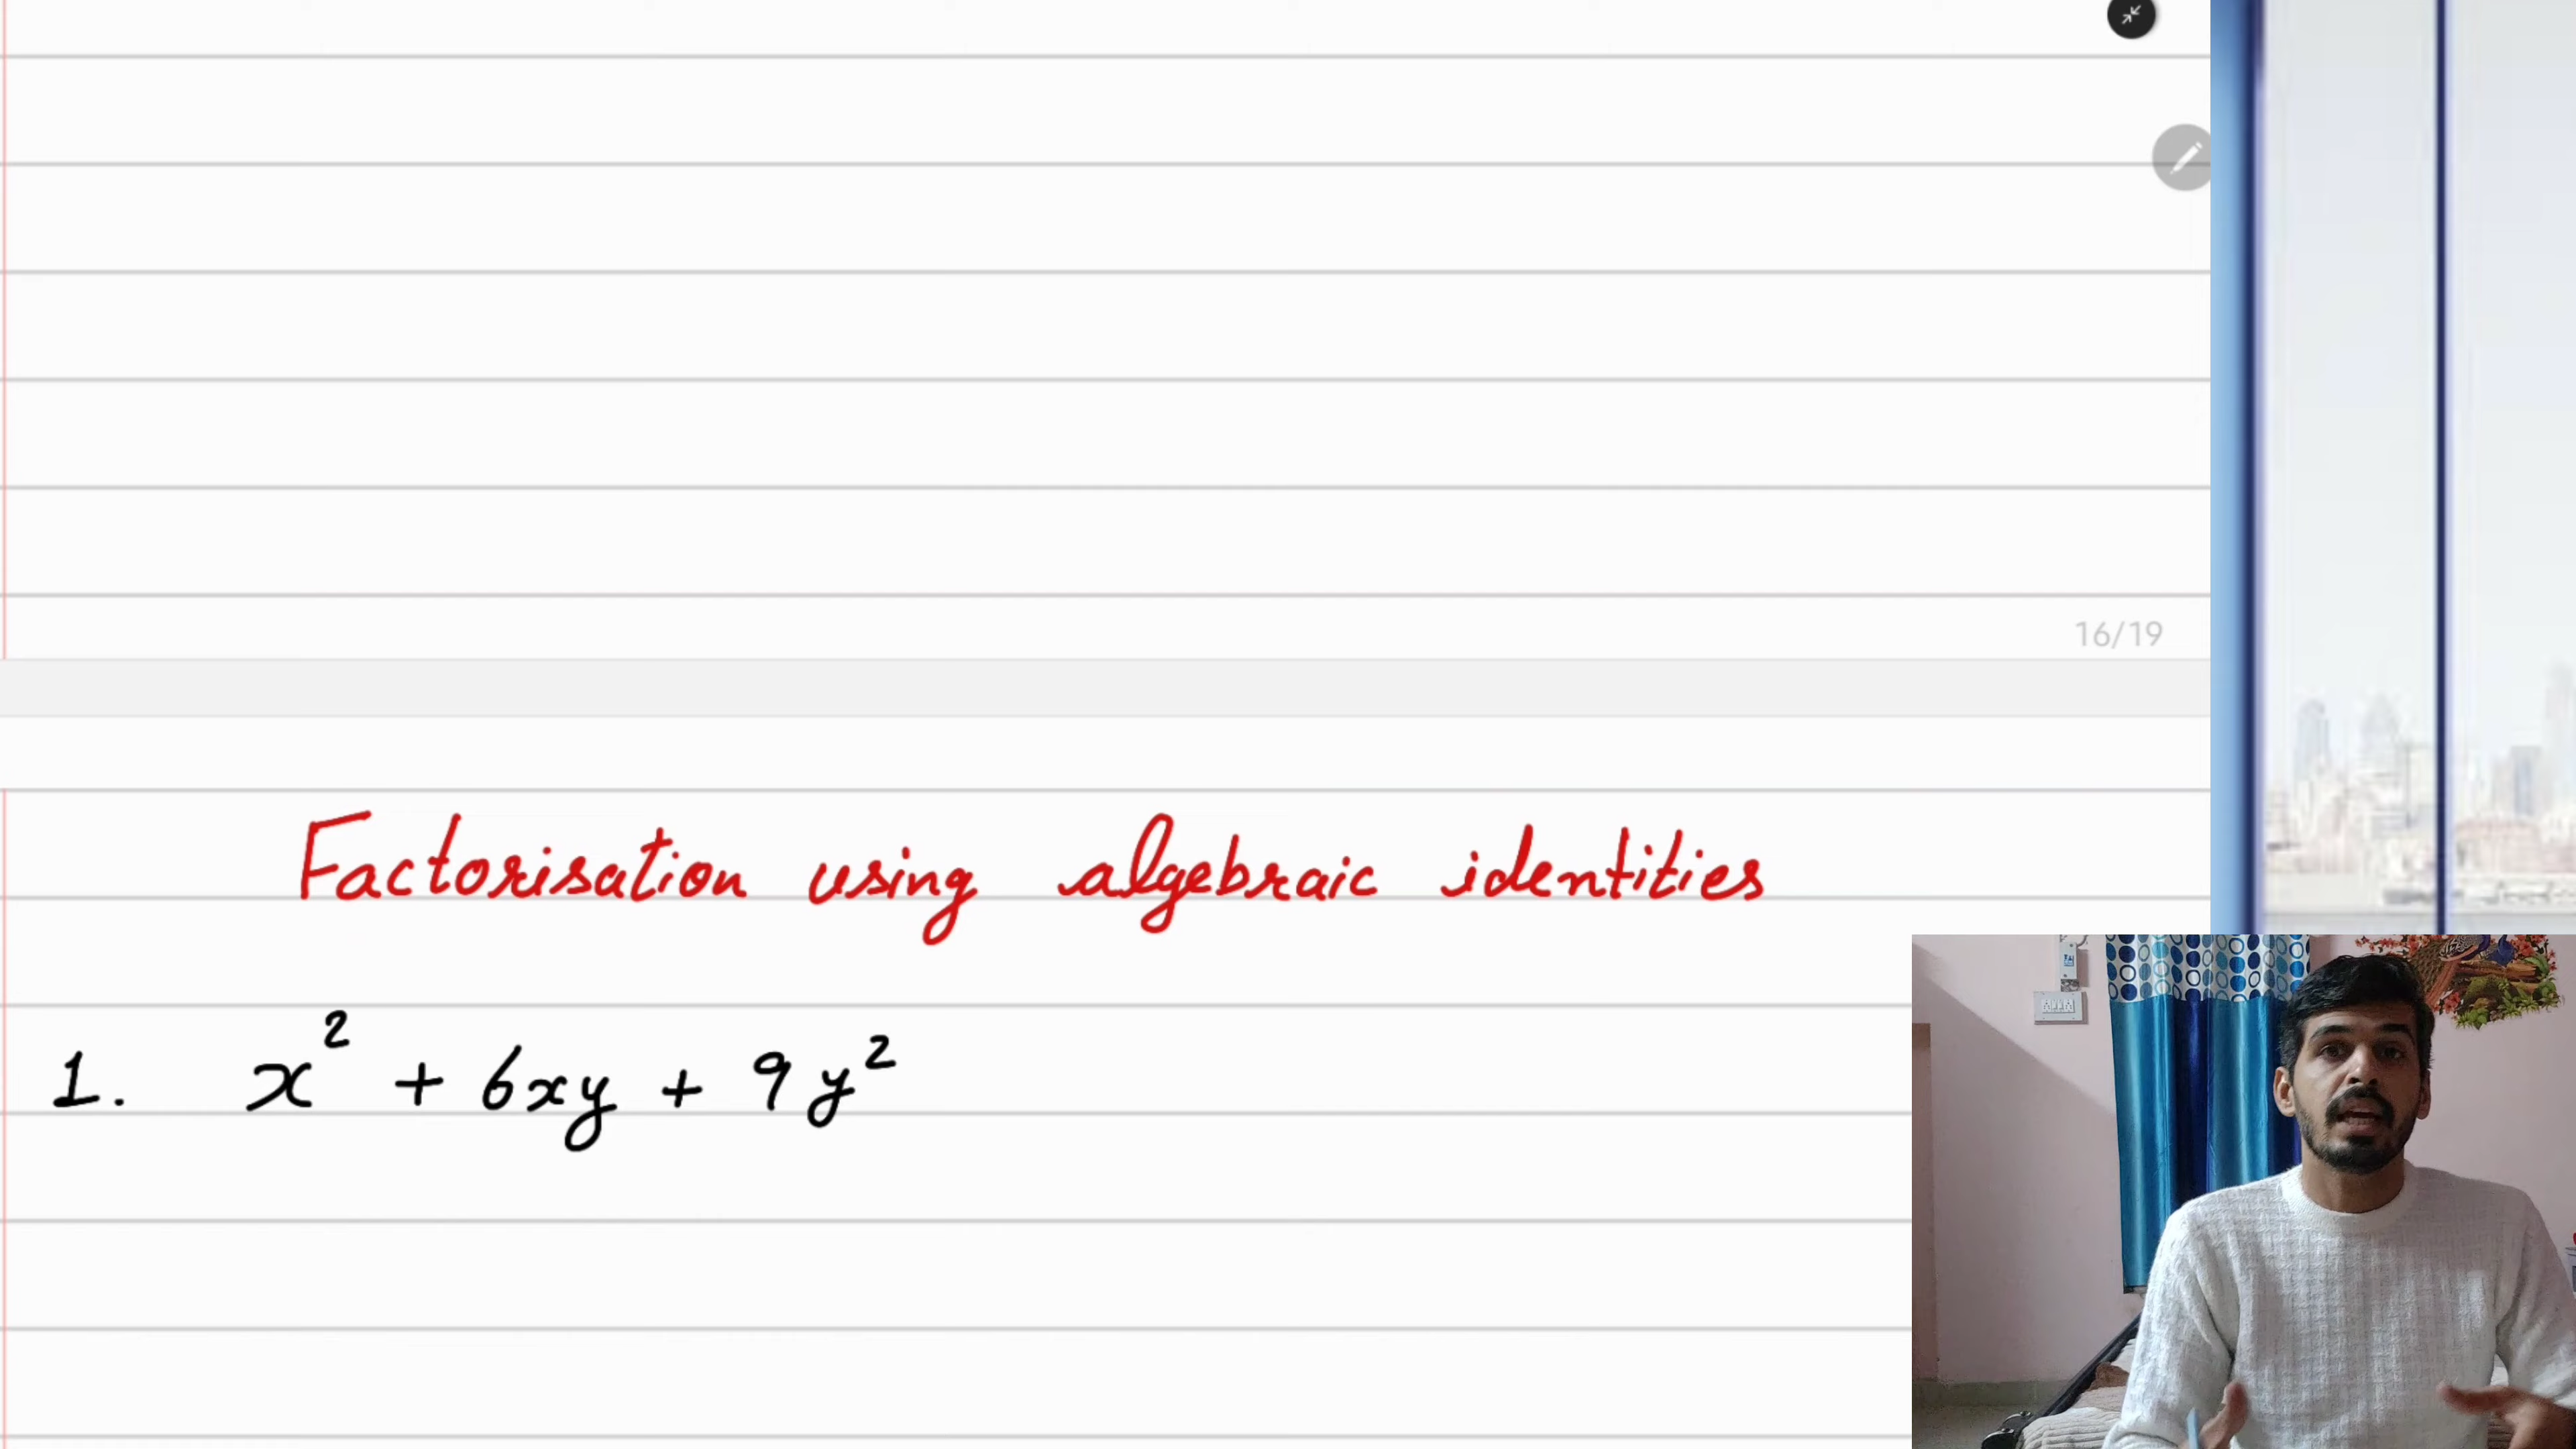 16/19
Factorisation using algebraic identities
1. x² + 6xy + 9y²